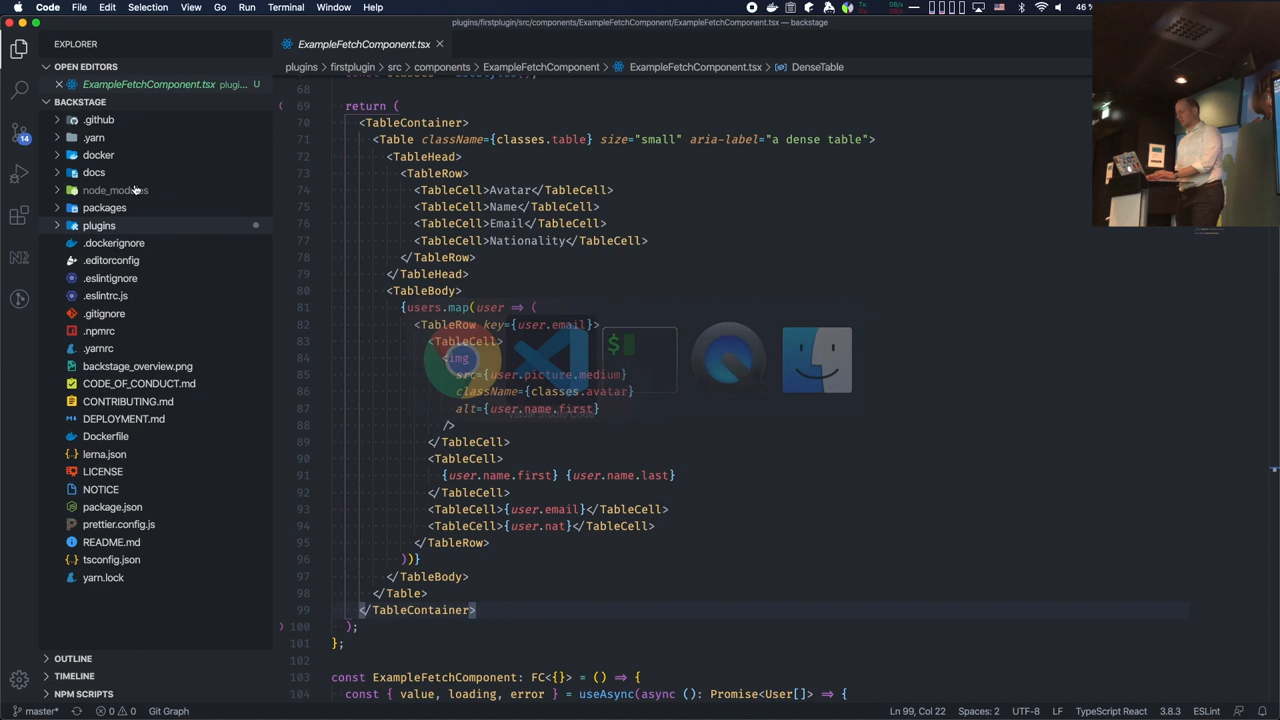 Code File Edit Selection View Go Run Terminal Window Help
46 %
plugins/firstplugin/src/components/ExampleFetchComponent/ExampleFetchComponent.tsx — backstage
EXPLORER
ExampleFetchComponent.tsx
OPEN EDITORS
plugins > firstplugin > src > components > ExampleFetchComponent > ExampleFetchComponent.tsx > DenseTable
ExampleFetchComponent.tsx plugi... U
BACKSTAGE
.github
.yarn
docker
docs
node_modules
packages
plugins
.dockerignore
.editorconfig
.eslintignore
.eslintrc.js
.gitignore
.npmrc
.yarnrc
backstage_overview.png
CODE_OF_CONDUCT.md
CONTRIBUTING.md
DEPLOYMENT.md
Dockerfile
lerna.json
LICENSE
NOTICE
package.json
prettier.config.js
README.md
tsconfig.json
yarn.lock
OUTLINE
TIMELINE
NPM SCRIPTS
14
68
69 return (
70 <TableContainer>
71 <Table className={classes.table} size="small" aria-label="a dense table">
72 <TableHead>
73 <TableRow>
74 <TableCell>Avatar</TableCell>
75 <TableCell>Name</TableCell>
76 <TableCell>Email</TableCell>
77 <TableCell>Nationality</TableCell>
78 </TableRow>
79 </TableHead>
80 <TableBody>
81 {users.map(user => (
82 <TableRow key={user.email}>
83 <TableCell>
84 <img
85 src={user.picture.medium}
86 className={classes.avatar}
87 alt={user.name.first}
88 />
89 </TableCell>
90 <TableCell>
91 {user.name.first} {user.name.last}
92 </TableCell>
93 <TableCell>{user.email}</TableCell>
94 <TableCell>{user.nat}</TableCell>
95 </TableRow>
96 ))}
97 </TableBody>
98 </Table>
99 </TableContainer>
100 );
101 };
102
103 const ExampleFetchComponent: FC<{}> = () => {
104 const { value, loading, error } = useAsync(async (): Promise<User[]> => {
$
Visual Studio Code
master* 0 0 Git Graph
Ln 99, Col 22 Spaces: 2 UTF-8 LF TypeScript React 3.8.3 ESLint